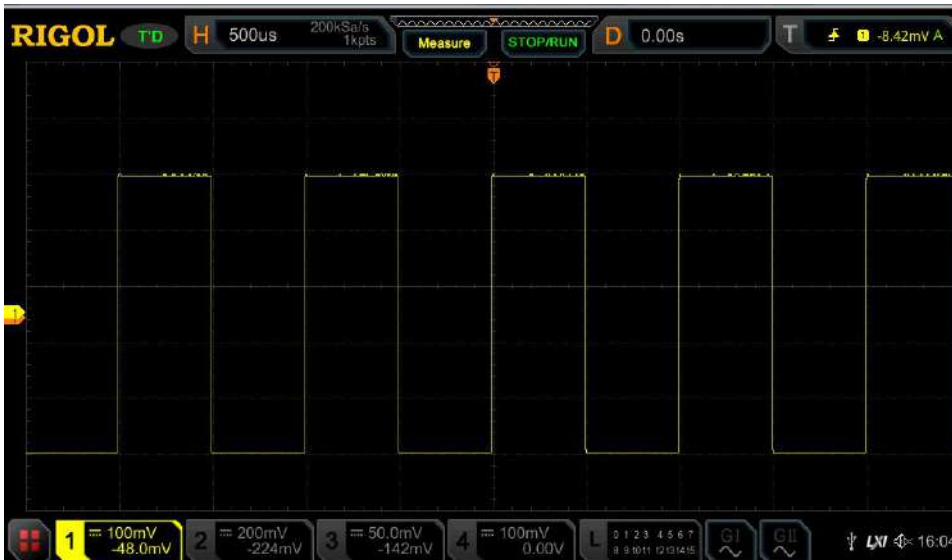 RIGOL T'D H 500us 200kSa/s 1kpts Measure STOP/RUN D 0.00s T 1 -8.42mV A
T
1
1 100mV -48.0mV 2 200mV -224mV 3 50.0mV -142mV 4 100mV 0.00V L 0 1 2 3 4 5 6 7 8 9 10 11 12 13 14 15 GI GII LXI